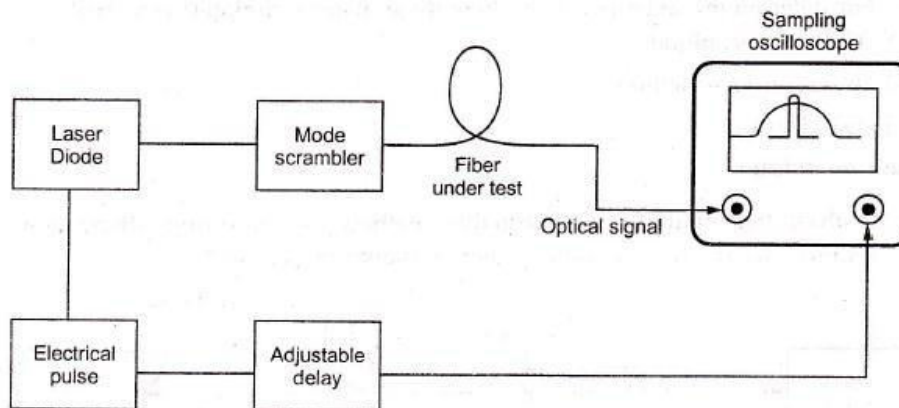 Sampling
oscilloscope
Laser
Diode
Mode
scrambler
Fiber
under test
Optical signal
Electrical
pulse
Adjustable
delay